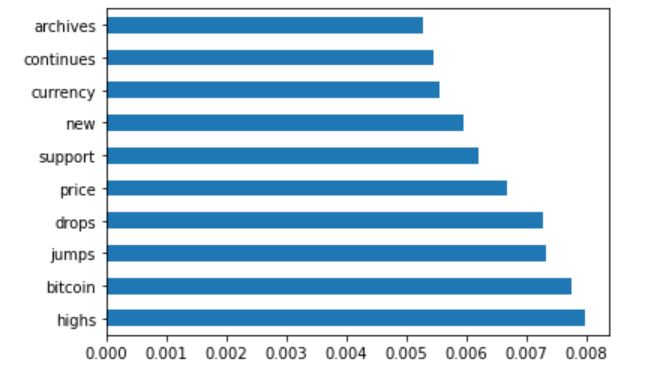 archives
continues
currency
new
support
price
drops
jumps
bitcoin
highs
0.000 0.001 0.002 0.003 0.004 0.005 0.006 0.007 0.008